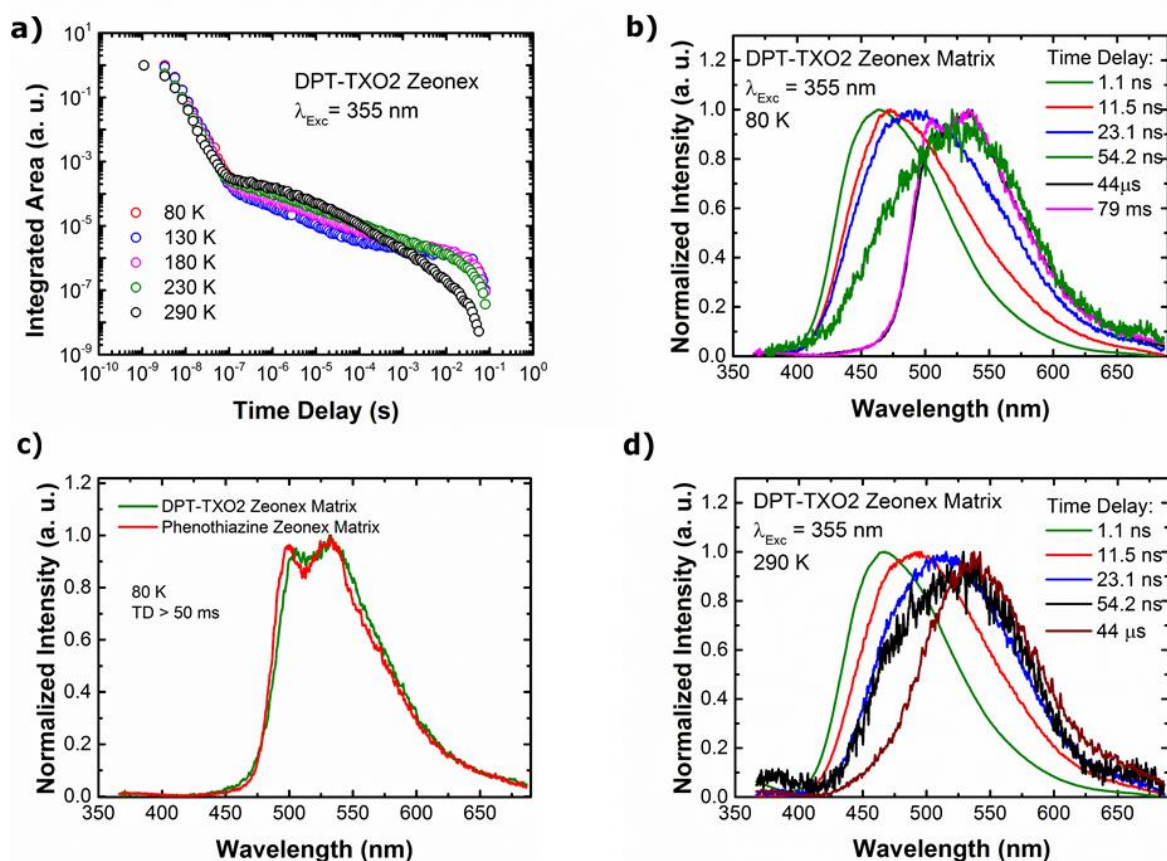 a)
Integrated Area (a. u.)
10¹
10⁻¹
10⁻³
10⁻⁵
10⁻⁷
10⁻⁹
DPT-TXO2 Zeonex
λExc = 355 nm
80 K
130 K
180 K
230 K
290 K
10⁻¹⁰ 10⁻⁹ 10⁻⁸ 10⁻⁷ 10⁻⁶ 10⁻⁵ 10⁻⁴ 10⁻³ 10⁻² 10⁻¹ 10⁰
Time Delay (s)
b)
Normalized Intensity (a. u.)
1.2
1.0
0.8
0.6
0.4
0.2
0.0
DPT-TXO2 Zeonex Matrix
λExc = 355 nm
80 K
Time Delay:
1.1 ns
11.5 ns
23.1 ns
54.2 ns
44μs
79 ms
350 400 450 500 550 600 650
Wavelength (nm)
c)
Normalized Intensity (a. u.)
1.2
1.0
0.8
0.6
0.4
0.2
0.0
DPT-TXO2 Zeonex Matrix
Phenothiazine Zeonex Matrix
80 K
TD > 50 ms
350 400 450 500 550 600 650
Wavelength (nm)
d)
Normalized Intensity (a. u.)
1.2
1.0
0.8
0.6
0.4
0.2
0.0
DPT-TXO2 Zeonex Matrix
λExc = 355 nm
290 K
Time Delay:
1.1 ns
11.5 ns
23.1 ns
54.2 ns
44 μs
350 400 450 500 550 600 650
Wavelength (nm)